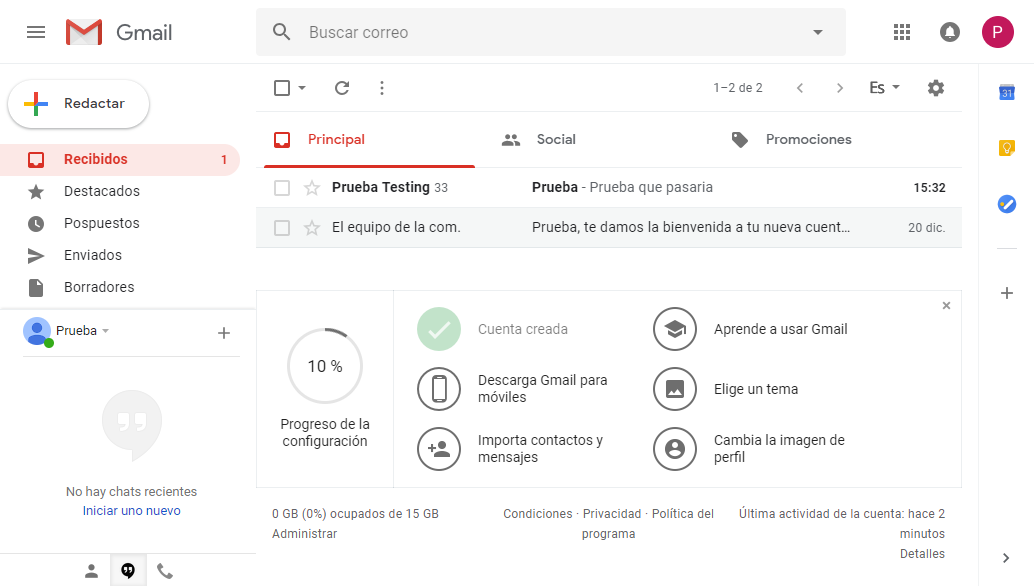 Gmail
Buscar correo
P
Redactar
1–2 de 2
Es
31
Principal
Social
Promociones
Recibidos 1
Destacados
Pospuestos
Enviados
Borradores
Prueba Testing 33 Prueba - Prueba que pasaria 15:32
El equipo de la com. Prueba, te damos la bienvenida a tu nueva cuent… 20 dic.
Prueba
No hay chats recientes
Iniciar uno nuevo
10 %
Progreso de la
configuración
Cuenta creada
Aprende a usar Gmail
Descarga Gmail para
móviles
Elige un tema
Importa contactos y
mensajes
Cambia la imagen de
perfil
0 GB (0%) ocupados de 15 GB
Administrar
Condiciones · Privacidad · Política del
programa
Última actividad de la cuenta: hace 2
minutos
Detalles